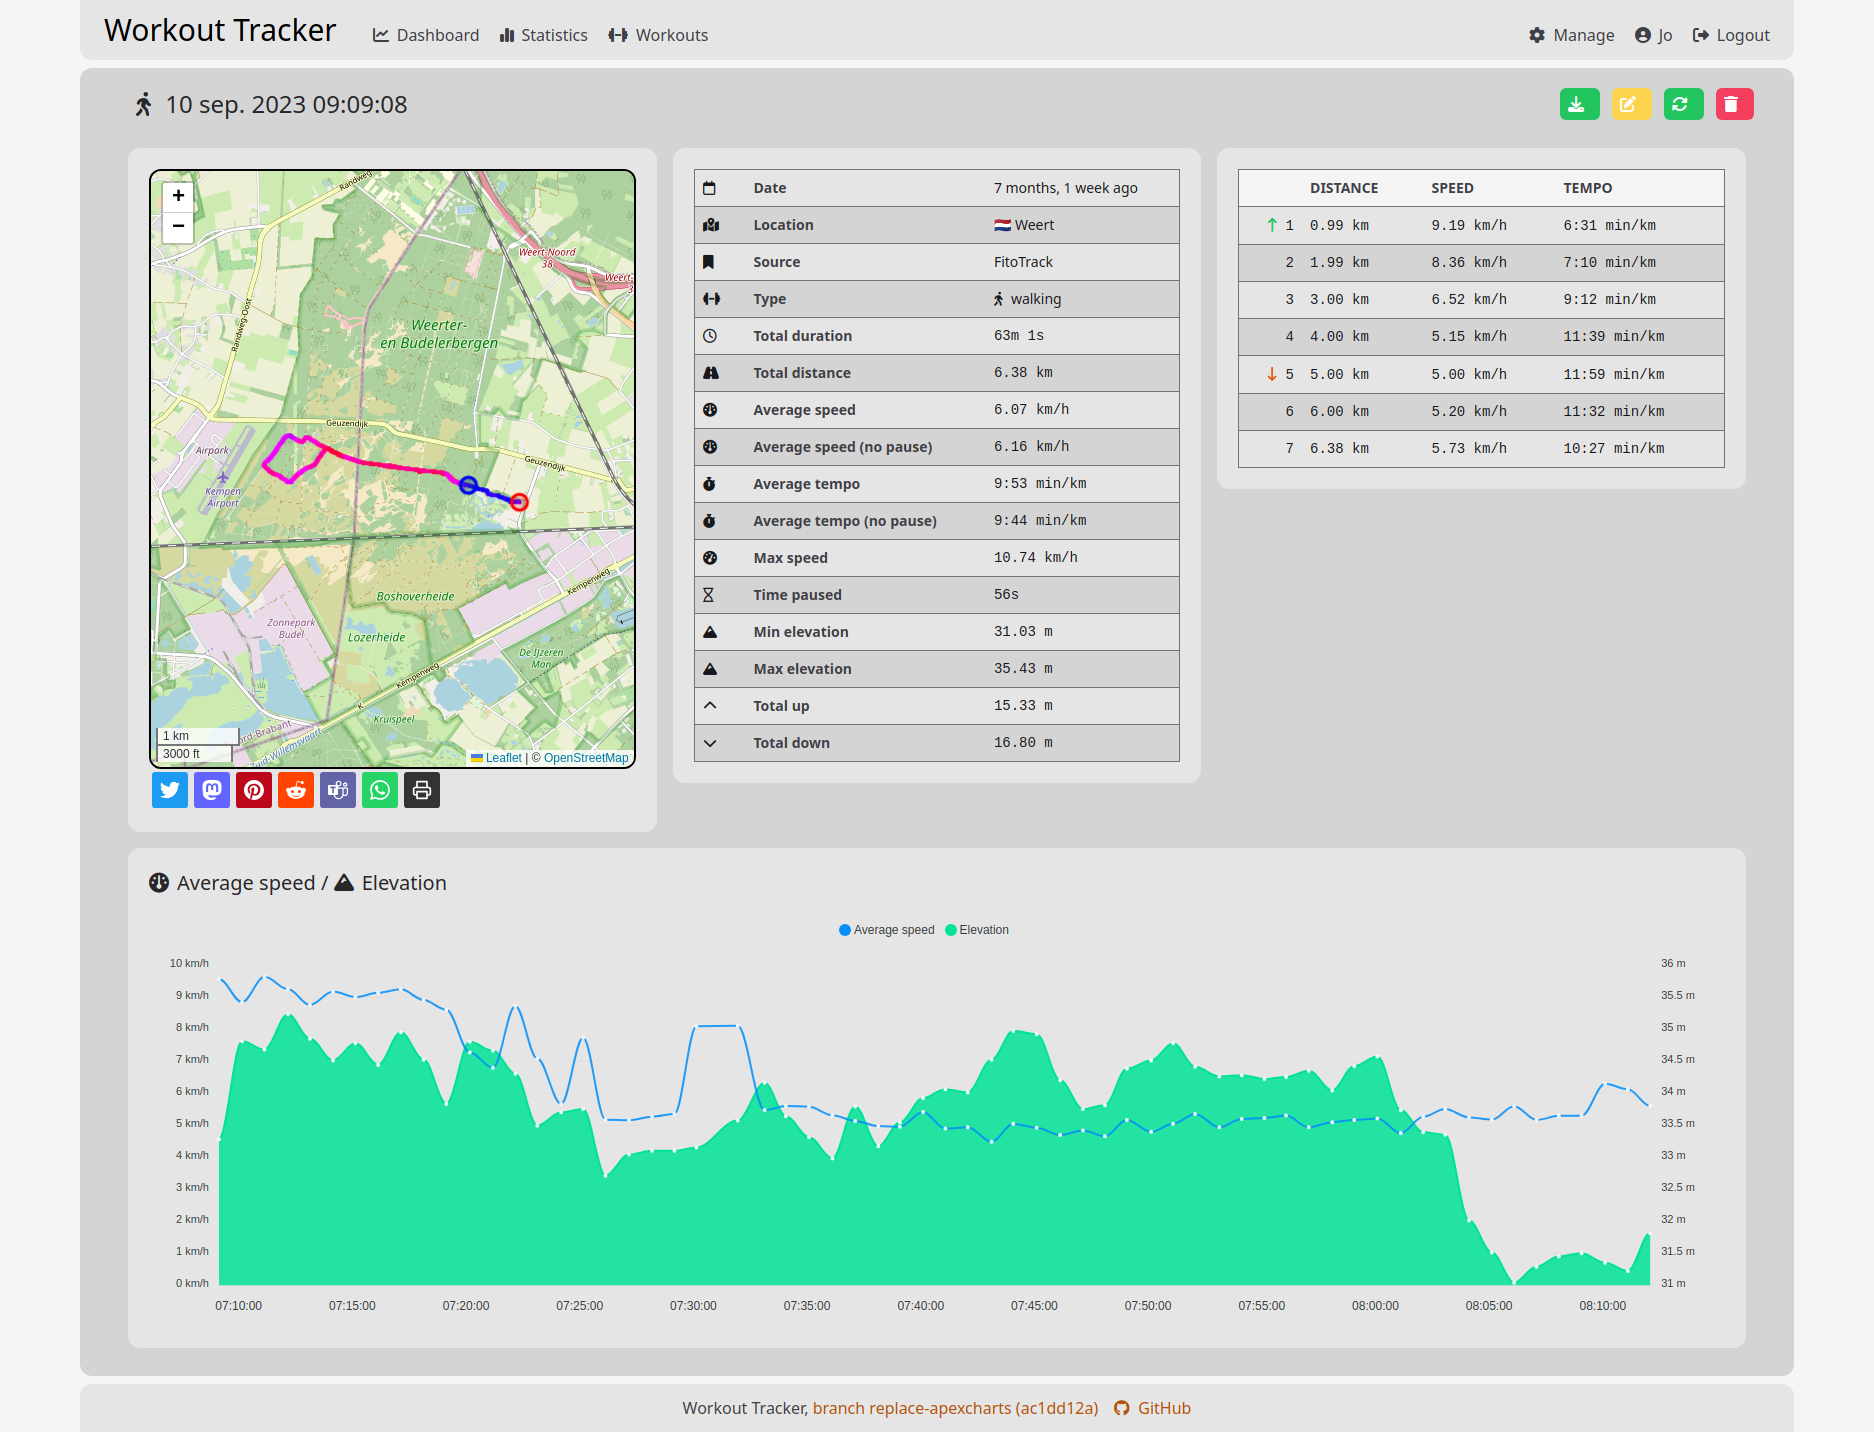 Workout Tracker Dashboard Statistics Workouts Manage Jo Logout
10 sep. 2023 09:09:08
+
−
Randweg
Weert-Noord
38
Weert-
Randweg-Oost
Weerter-
en Budelerbergen
Geuzendijk
Airpark
Geuzendijk
Kempen
Airport
Kempenweg
Boshoverheide
Zonnepark
Budel
Lozerheide
De IJzeren
Man
Kempenweg
K
Kruispeel
ord-Brabant
Zuid-Willemsvaart
1 km
3000 ft
Leaflet | © OpenStreetMap
Date 7 months, 1 week ago
Location Weert
Source FitoTrack
Type walking
Total duration 63m 1s
Total distance 6.38 km
Average speed 6.07 km/h
Average speed (no pause) 6.16 km/h
Average tempo 9:53 min/km
Average tempo (no pause) 9:44 min/km
Max speed 10.74 km/h
Time paused 56s
Min elevation 31.03 m
Max elevation 35.43 m
Total up 15.33 m
Total down 16.80 m
DISTANCE SPEED TEMPO
1 0.99 km 9.19 km/h 6:31 min/km
2 1.99 km 8.36 km/h 7:10 min/km
3 3.00 km 6.52 km/h 9:12 min/km
4 4.00 km 5.15 km/h 11:39 min/km
5 5.00 km 5.00 km/h 11:59 min/km
6 6.00 km 5.20 km/h 11:32 min/km
7 6.38 km 5.73 km/h 10:27 min/km
Average speed / Elevation
Average speed Elevation
10 km/h 36 m
9 km/h 35.5 m
8 km/h 35 m
7 km/h 34.5 m
6 km/h 34 m
5 km/h 33.5 m
4 km/h 33 m
3 km/h 32.5 m
2 km/h 32 m
1 km/h 31.5 m
0 km/h 31 m
07:10:00 07:15:00 07:20:00 07:25:00 07:30:00 07:35:00 07:40:00 07:45:00 07:50:00 07:55:00 08:00:00 08:05:00 08:10:00
Workout Tracker, branch replace-apexcharts (ac1dd12a) GitHub